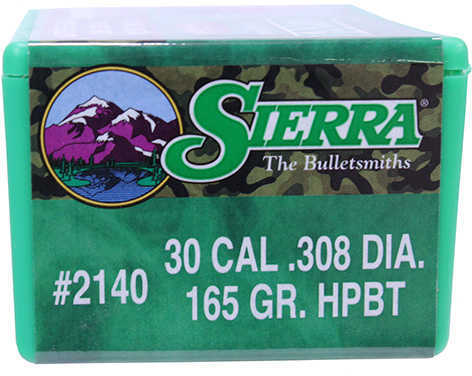 SIERRA®
The Bulletsmiths
#2140
30 CAL .308 DIA.
165 GR. HPBT